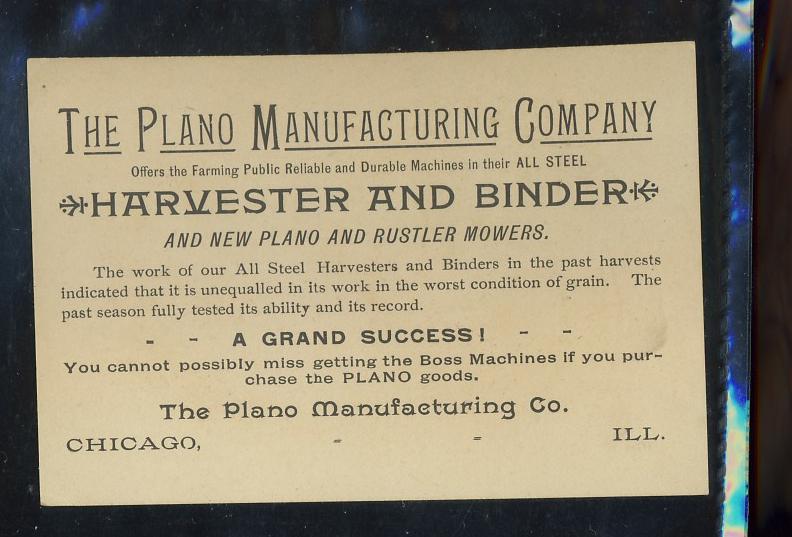 THE PLANO MANUFACTURING COMPANY
Offers the Farming Public Reliable and Durable Machines in their ALL STEEL
HARVESTER AND BINDER
AND NEW PLANO AND RUSTLER MOWERS.
The work of our All Steel Harvesters and Binders in the past harvests
indicated that it is unequalled in its work in the worst condition of grain. The
past season fully tested its ability and its record.
- - A GRAND SUCCESS! - -
You cannot possibly miss getting the Boss Machines if you pur-
chase the PLANO goods.
The Plano Manufacturing Co.
CHICAGO, - - ILL.